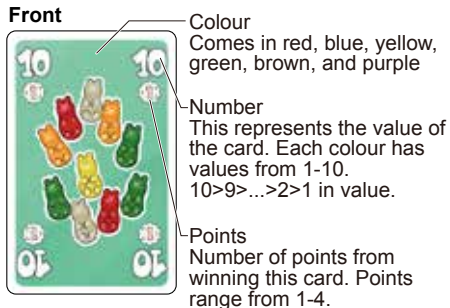 Front
Colour
Comes in red, blue, yellow,
green, brown, and purple
10
10
Number
This represents the value of
the card. Each colour has
values from 1-10.
10>9>...>2>1 in value.
Points
Number of points from
winning this card. Points
range from 1-4.
10
10